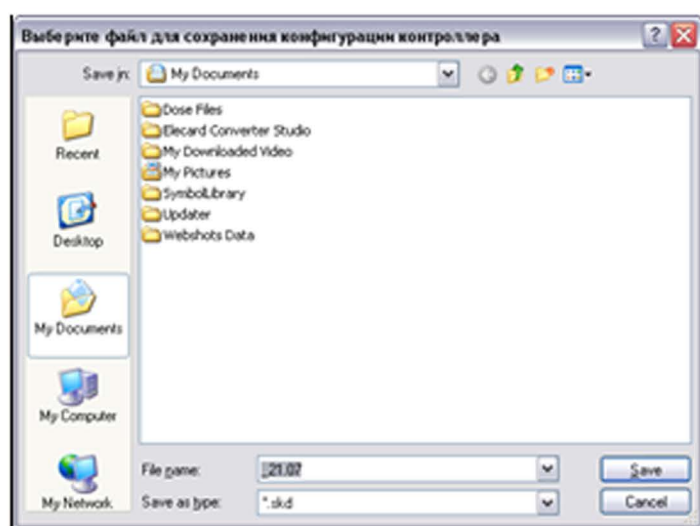 Выберите файл для сохранения конфигурации контроллера
Save in:
My Documents
Recent
Desktop
My Documents
My Computer
My Network
Dose Files
Elecard Converter Studio
My Downloaded Video
My Pictures
SymbolLibrary
Updater
Webshots Data
File name:
_21.07
Save
Save as type:
*.skd
Cancel